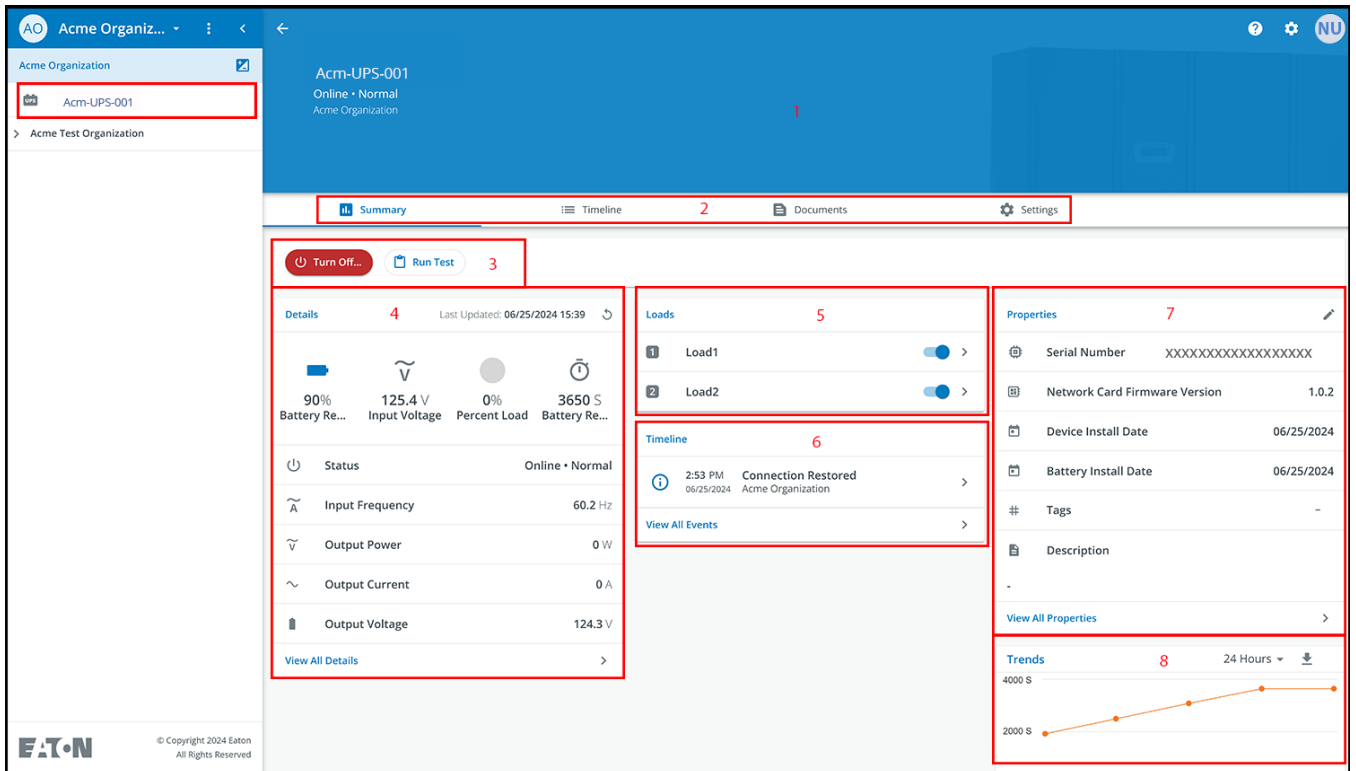 AO Acme Organiz...
NU
Acme Organization
UPS Acm-UPS-001
Acme Test Organization
Acm-UPS-001
Online • Normal
Acme Organization
1
Summary Timeline 2 Documents Settings
Turn Off... Run Test 3
Details 4 Last Updated: 06/25/2024 15:39
90% 125.4 V 0% 3650 S
Battery Re... Input Voltage Percent Load Battery Re...
Status Online • Normal
Input Frequency 60.2 Hz
Output Power 0 W
Output Current 0 A
Output Voltage 124.3 V
View All Details
Loads 5
1 Load1
2 Load2
Timeline 6
2:53 PM Connection Restored
06/25/2024 Acme Organization
View All Events
Properties 7
Serial Number XXXXXXXXXXXXXXXXXX
Network Card Firmware Version 1.0.2
Device Install Date 06/25/2024
Battery Install Date 06/25/2024
Tags –
Description
-
View All Properties
Trends 8 24 Hours
4000 S
2000 S
EATON
© Copyright 2024 Eaton
All Rights Reserved